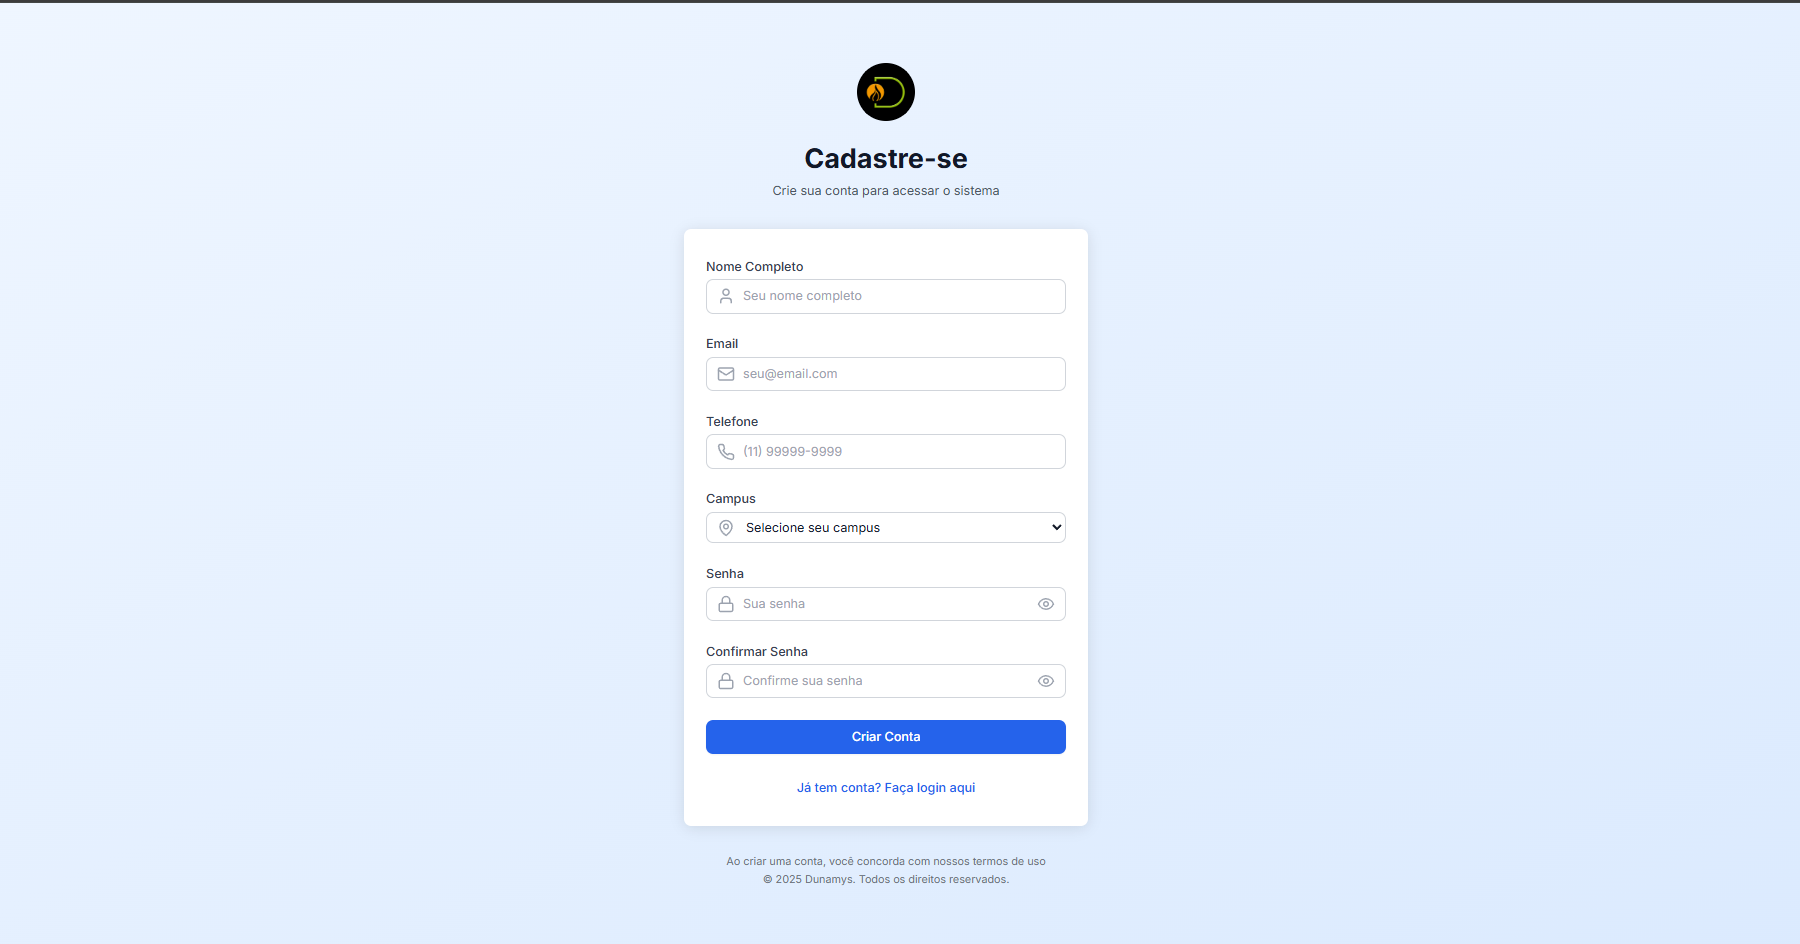 Cadastre-se
Crie sua conta para acessar o sistema
Nome Completo
Seu nome completo
Email
seu@email.com
Telefone
(11) 99999-9999
Campus
Selecione seu campus
Senha
Sua senha
Confirmar Senha
Confirme sua senha
Criar Conta
Já tem conta? Faça login aqui
Ao criar uma conta, você concorda com nossos termos de uso
© 2025 Dunamys. Todos os direitos reservados.